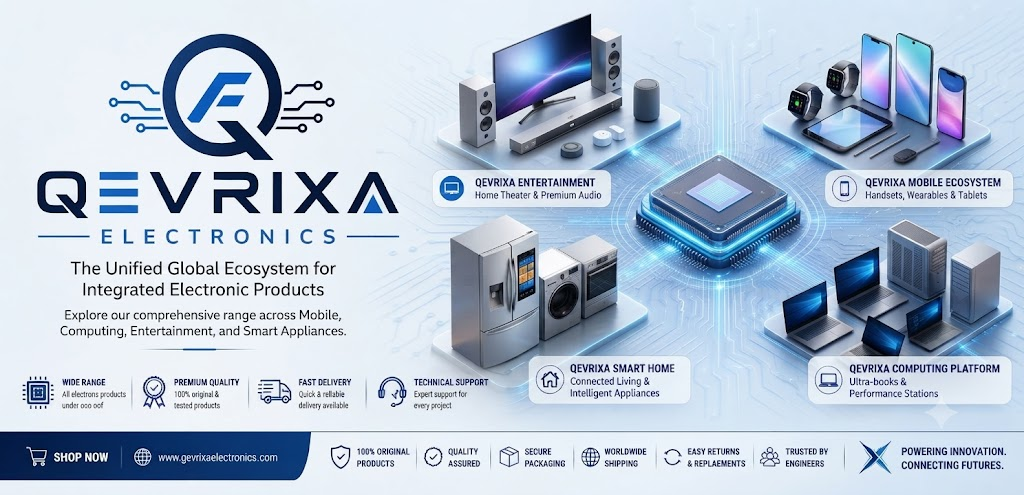 QEVRIXA
ELECTRONICS
The Unified Global Ecosystem for
Integrated Electronic Products
Explore our comprehensive range across Mobile,
Computing, Entertainment, and Smart Appliances.
WIDE RANGE
All electrons products
under ooo oof
PREMIUM QUALITY
100% original &
tested products
FAST DELIVERY
Quick & reliable
delivery available
TECHNICAL SUPPORT
Expert support for
every project
QEVRIXA ENTERTAINMENT
Home Theater & Premium Audio
QEVRIXA MOBILE ECOSYSTEM
Handsets, Wearables & Tablets
QEVRIXA SMART HOME
Connected Living &
Intelligent Appliances
QEVRIXA COMPUTING PLATFORM
Ultra-books &
Performance Stations
SHOP NOW
www.gevrixaelectronics.com
100% ORIGINAL
PRODUCTS
QUALITY
ASSURED
SECURE
PACKAGING
WORLDWIDE
SHIPPING
EASY RETURNS
& REPLAEMENTS
TRUSTED BY
ENGINEERS
POWERING INNOVATION.
CONNECTING FUTURES.